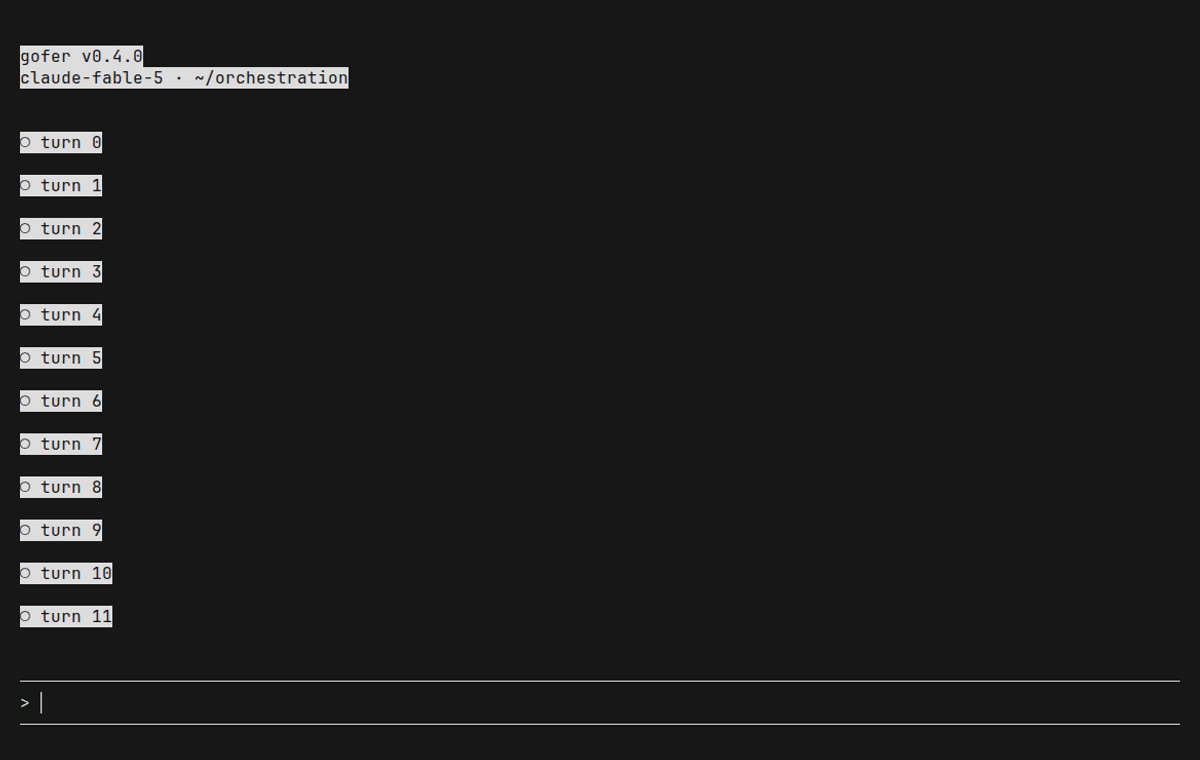 gofer v0.4.0
claude-fable-5 · ~/orchestration
○ turn 0
○ turn 1
○ turn 2
○ turn 3
○ turn 4
○ turn 5
○ turn 6
○ turn 7
○ turn 8
○ turn 9
○ turn 10
○ turn 11
>